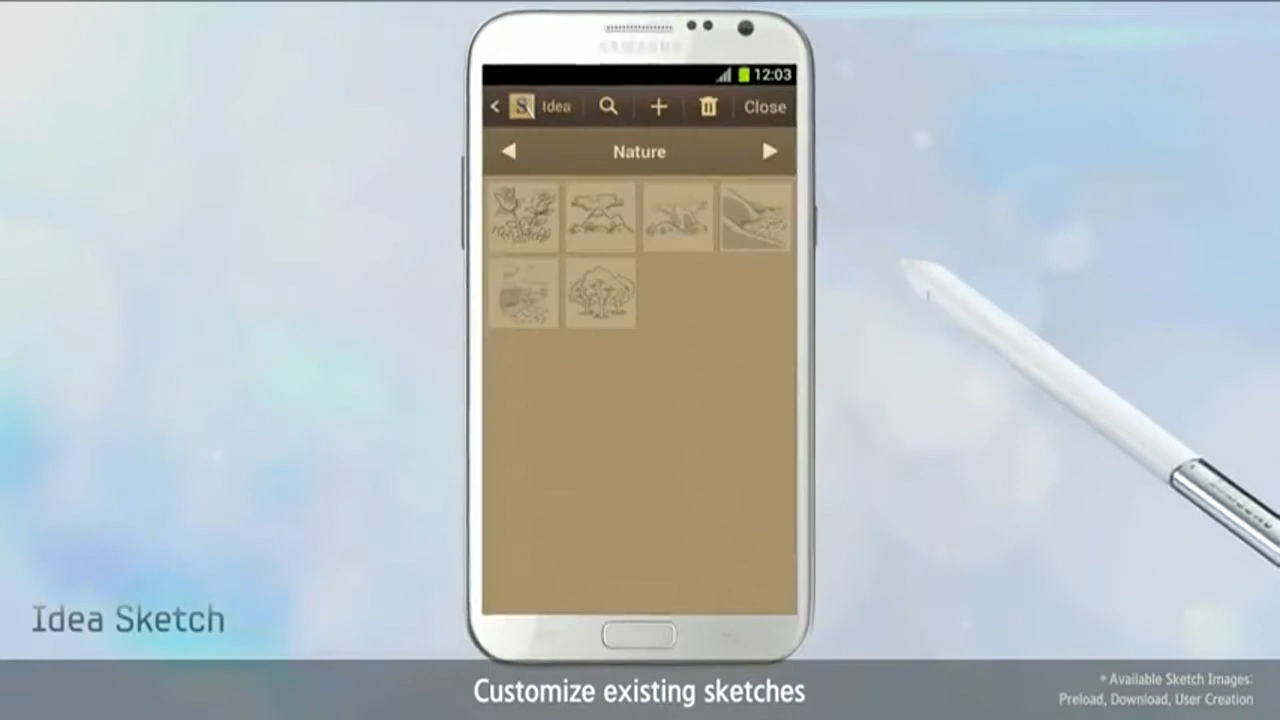 SAMSUNG
12:03
Idea
Close
Nature
Idea Sketch
Customize existing sketches
* Available Sketch Images:
Preload, Download, User Creation